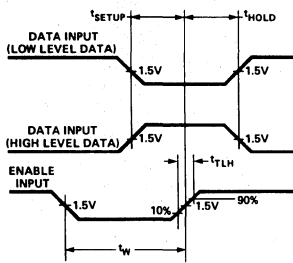 tSETUP
tHOLD
DATA INPUT
(LOW LEVEL DATA)
1.5V
1.5V
DATA INPUT
(HIGH LEVEL DATA)
1.5V
1.5V
tTLH
ENABLE
INPUT
1.5V
10%
1.5V
90%
tW